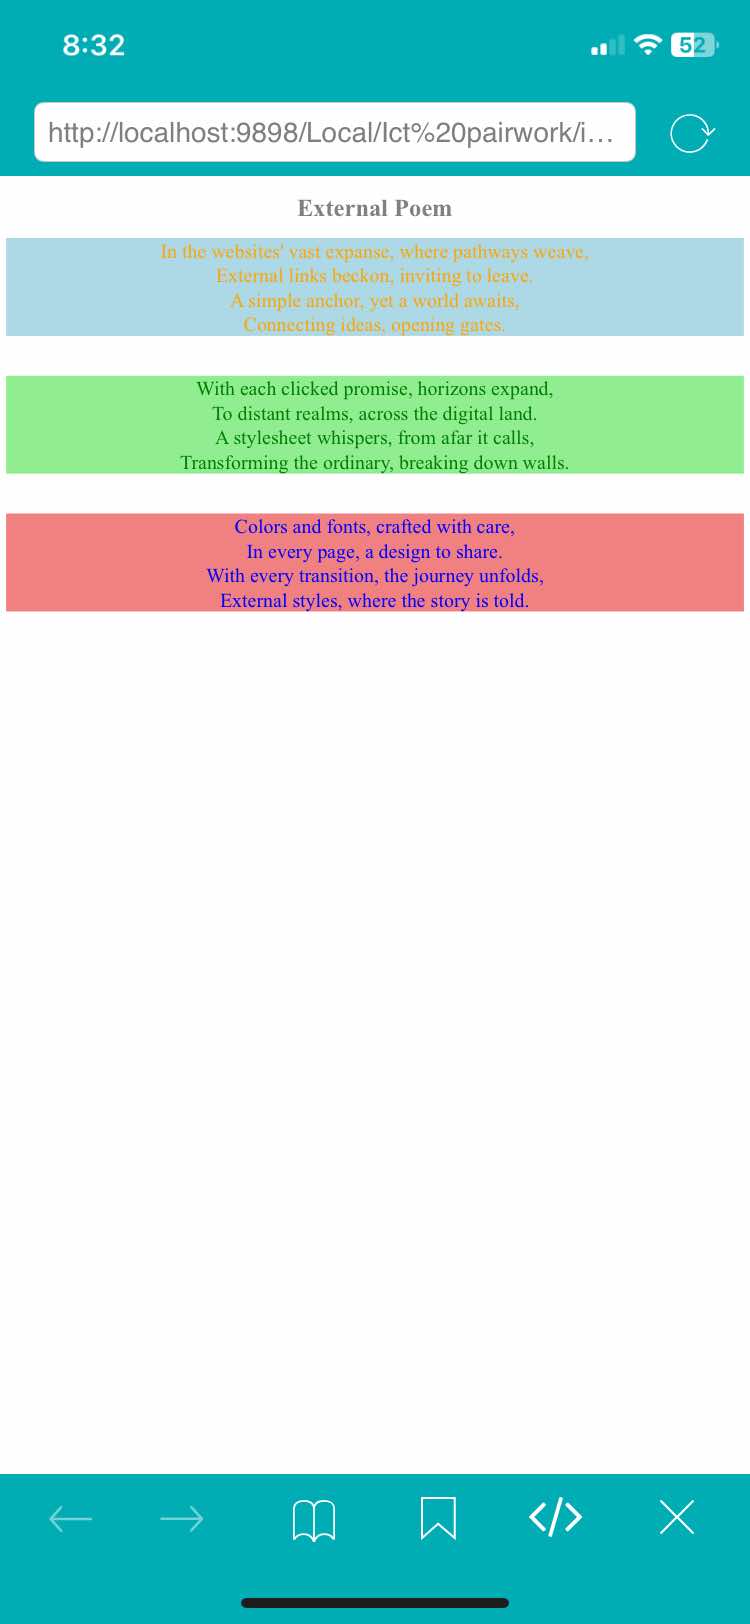 8:32
52
http://localhost:9898/Local/Ict%20pairwork/i...
External Poem
In the websites' vast expanse, where pathways weave,
External links beckon, inviting to leave.
A simple anchor, yet a world awaits,
Connecting ideas, opening gates.
With each clicked promise, horizons expand,
To distant realms, across the digital land.
A stylesheet whispers, from afar it calls,
Transforming the ordinary, breaking down walls.
Colors and fonts, crafted with care,
In every page, a design to share.
With every transition, the journey unfolds,
External styles, where the story is told.